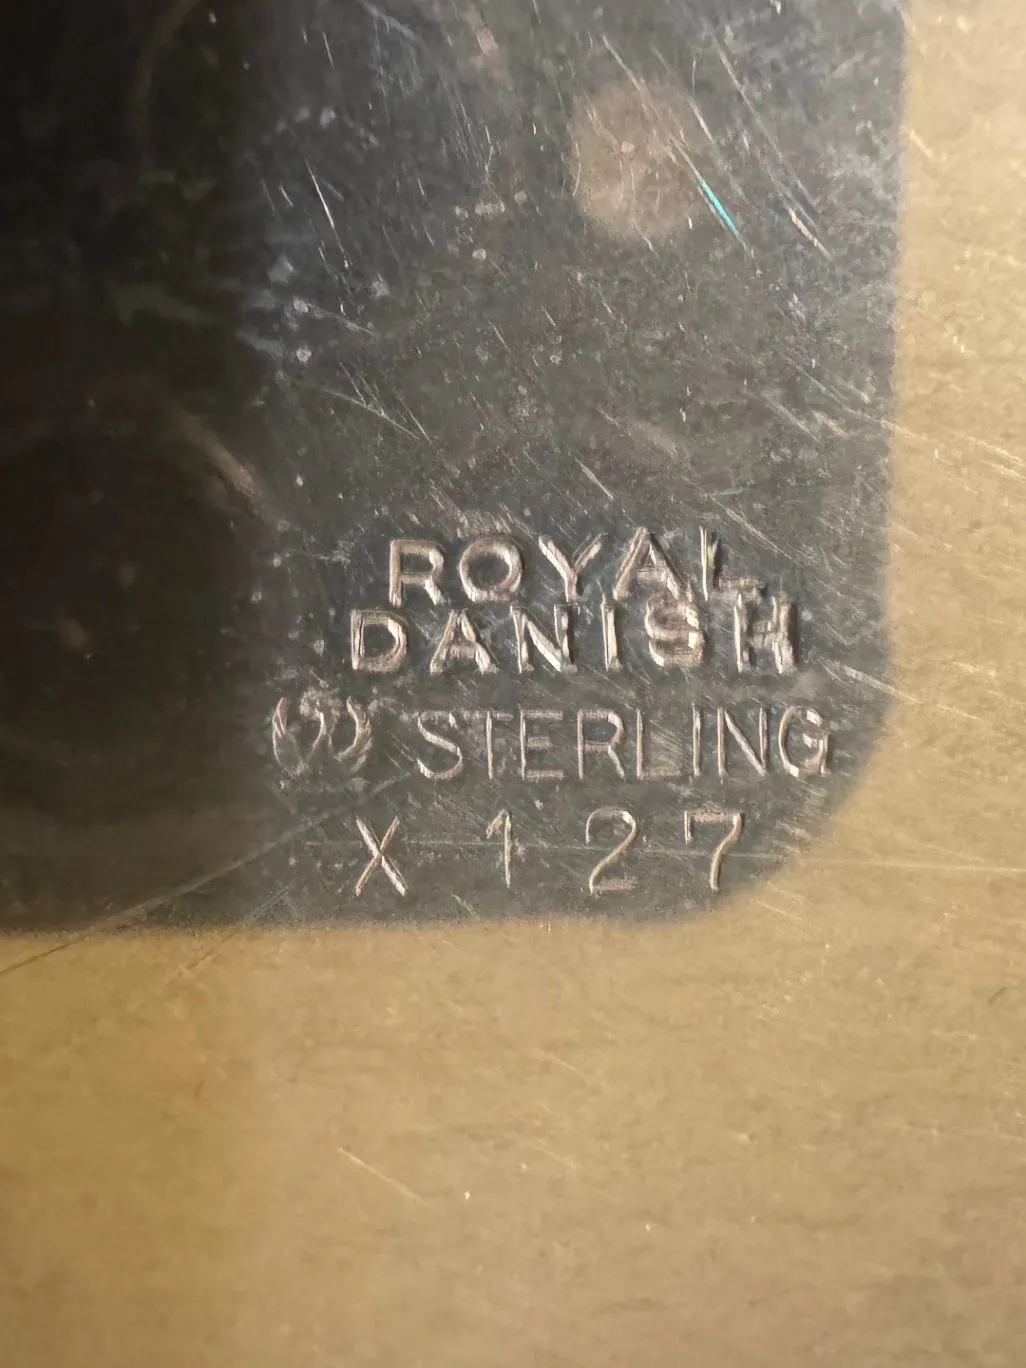 ROYAL
DANISH
STERLING
X 127